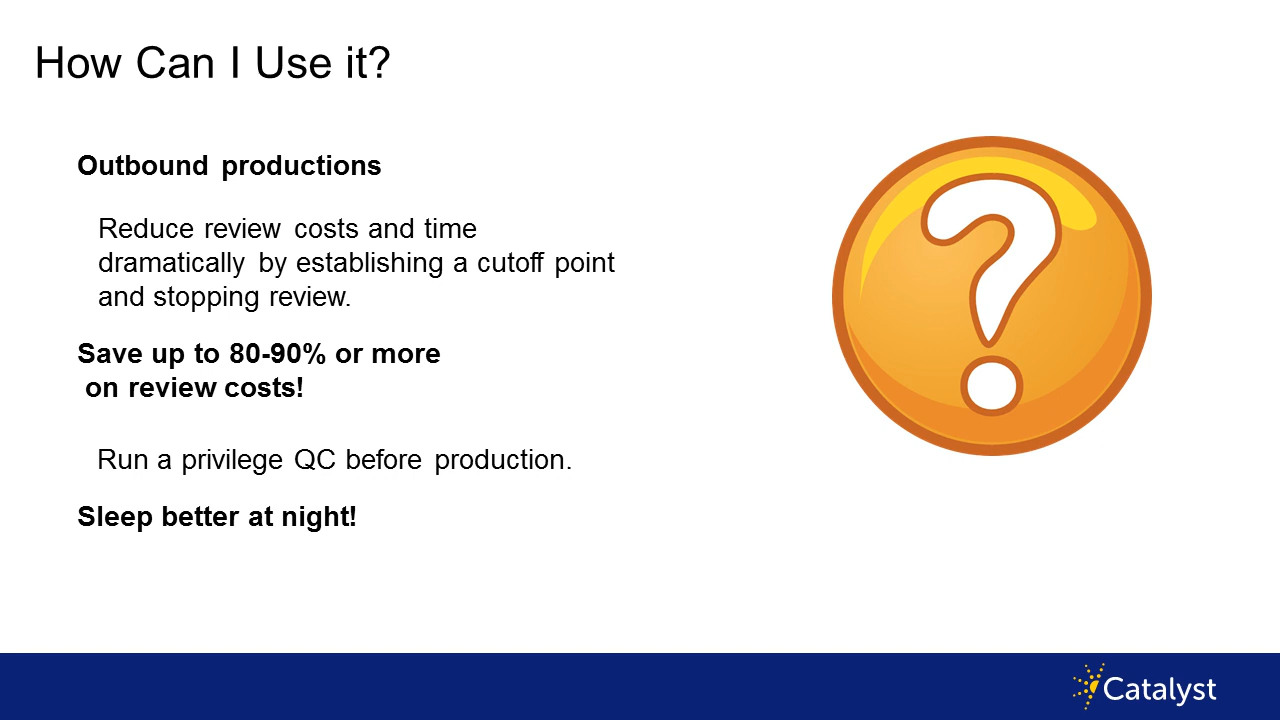 How Can I Use it?
Outbound productions
Reduce review costs and time
dramatically by establishing a cutoff point
and stopping review.
Save up to 80-90% or more
on review costs!
Run a privilege QC before production.
Sleep better at night!
Catalyst